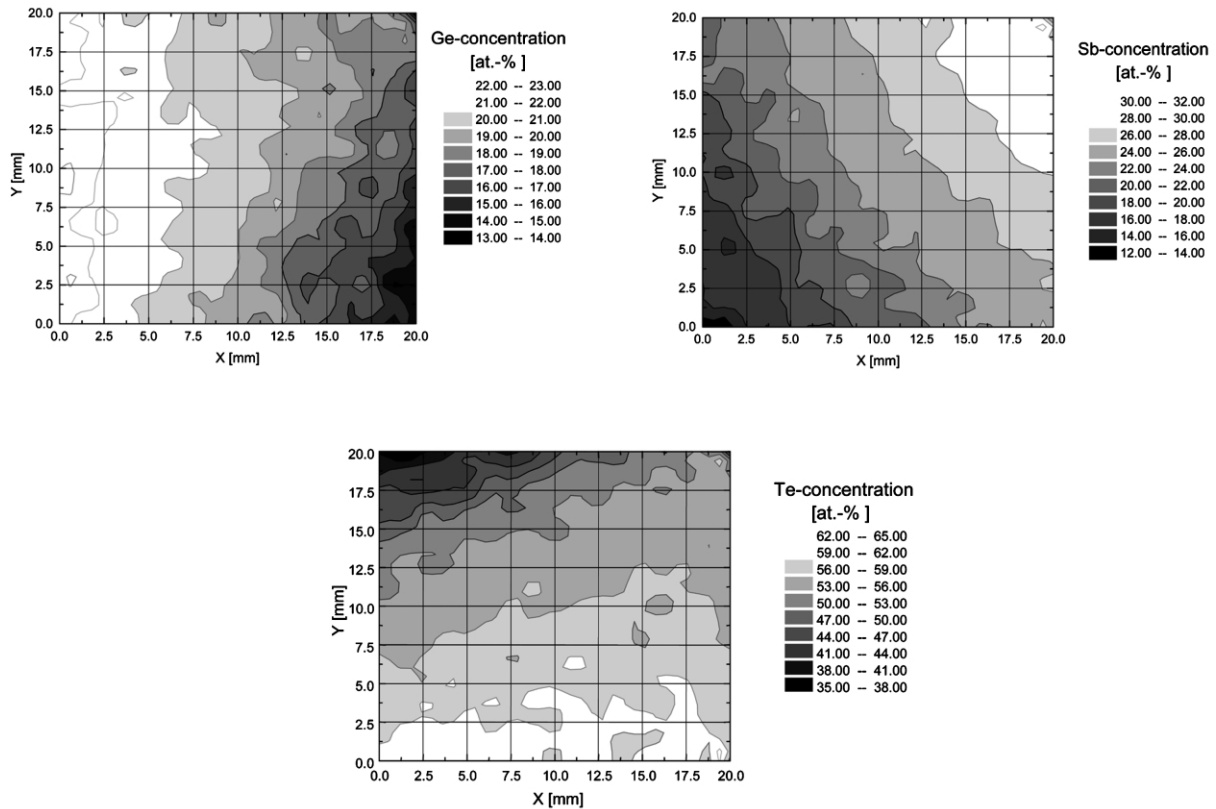 20.0
17.5
15.0
12.5
10.0
7.5
5.0
2.5
0.0
Y [mm]
0.0 2.5 5.0 7.5 10.0 12.5 15.0 17.5 20.0
X [mm]
Ge-concentration
[at.-% ]
22.00 -- 23.00
21.00 -- 22.00
20.00 -- 21.00
19.00 -- 20.00
18.00 -- 19.00
17.00 -- 18.00
16.00 -- 17.00
15.00 -- 16.00
14.00 -- 15.00
13.00 -- 14.00
20.0
17.5
15.0
12.5
10.0
7.5
5.0
2.5
0.0
Y [mm]
0.0 2.5 5.0 7.5 10.0 12.5 15.0 17.5 20.0
X [mm]
Sb-concentration
[at.-% ]
30.00 -- 32.00
28.00 -- 30.00
26.00 -- 28.00
24.00 -- 26.00
22.00 -- 24.00
20.00 -- 22.00
18.00 -- 20.00
16.00 -- 18.00
14.00 -- 16.00
12.00 -- 14.00
20.0
17.5
15.0
12.5
10.0
7.5
5.0
2.5
0.0
Y [mm]
0.0 2.5 5.0 7.5 10.0 12.5 15.0 17.5 20.0
X [mm]
Te-concentration
[at.-% ]
62.00 -- 65.00
59.00 -- 62.00
56.00 -- 59.00
53.00 -- 56.00
50.00 -- 53.00
47.00 -- 50.00
44.00 -- 47.00
41.00 -- 44.00
38.00 -- 41.00
35.00 -- 38.00